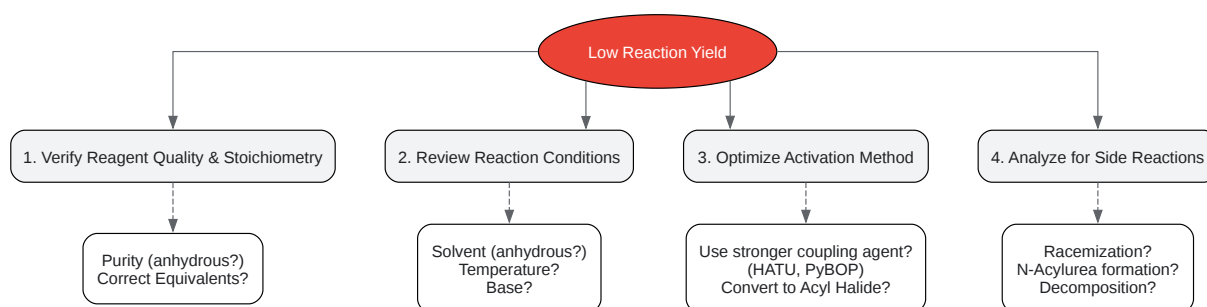 Low Reaction Yield
1. Verify Reagent Quality & Stoichiometry
2. Review Reaction Conditions
3. Optimize Activation Method
4. Analyze for Side Reactions
Purity (anhydrous?)
Correct Equivalents?
Solvent (anhydrous?)
Temperature?
Base?
Use stronger coupling agent?
(HATU, PyBOP)
Convert to Acyl Halide?
Racemization?
N-Acylurea formation?
Decomposition?